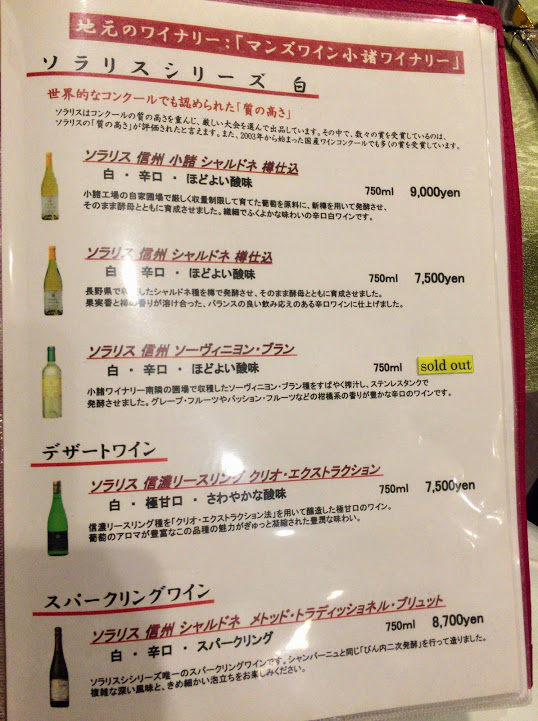 地元のワイナリー：「マンズワイン小諸ワイナリー」
ソラリスシリーズ 白
世界的なコンクールでも認められた「質の高さ」
ソラリスはコンクールの質の高さを重んじ、厳しい大会を選んで出品しています。その中で、数々の賞を受賞しているのは、
ソラリスの「質の高さ」が評価されたと言えます。また、2003年から始まった国産ワインコンクールでも多くの賞を受賞しています。
ソラリス 信州 小諸 シャルドネ 樽仕込
白 ・ 辛口 ・ ほどよい酸味
750ml 9,000yen
小諸工場の自家圃場で厳しく収量制限して育てた葡萄を原料に、新樽を用いて発酵させ、
そのまま酵母とともに育成させました。繊細でふくよかな味わいの辛口白ワインです。
ソラリス 信州 シャルドネ 樽仕込
白 ・ 辛口 ・ ほどよい酸味
750ml 7,500yen
長野県で収したシャルドネ種を樽で発酵させ、そのまま酵母とともに育成させました。
果実香と樽の香りが溶け合った、バランスの良い飲み応えのある辛口ワインに仕上げました。
ソラリス 信州 ソーヴィニヨン・ブラン
白 ・ 辛口 ・ ほどよい酸味
750ml sold out
小諸ワイナリー南隣の圃場で収穫したソーヴィニヨン・ブラン種をすばやく搾汁し、ステンレスタンクで
発酵させました。グレープ・フルーツやパッション・フルーツなどの柑橘系の香りが豊かな辛口のワインです。
デザートワイン
ソラリス 信濃リースリング クリオ・エクストラクション
白 ・ 極甘口 ・ さわやかな酸味
750ml 7,500yen
信濃リースリング種を「クリオ・エクストラクション法」を用いて醸造した極甘口のワイン。
葡萄のアロマが豊富なこの品種の魅力がぎゅっと凝縮された豊潤な味わい。
スパークリングワイン
ソラリス 信州 シャルドネ メトッド・トラディッショネル・ブリュット
白 ・ 辛口 ・ スパークリング
750ml 8,700yen
ソラリスシシリーズ唯一のスパークリングワインです。シャンパーニュと同じ「びん内二次発酵」を行って造りました。
複雑な深い風味と、きめ細かい泡立ちをお楽しみください。